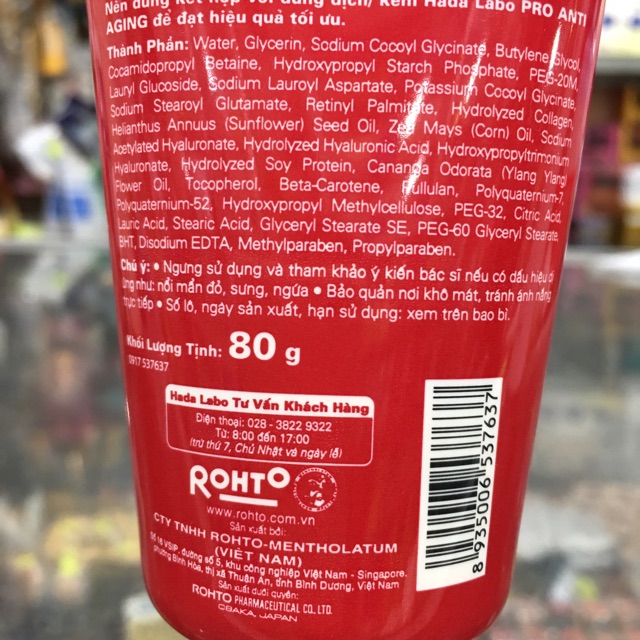 Nên dùng kết hợp với dung dịch/ kem Hada Labo PRO ANTI
AGING để đạt hiệu quả tối ưu.
Thành Phần: Water, Glycerin, Sodium Cocoyl Glycinate, Butylene Glycol,
Cocamidopropyl Betaine, Hydroxypropyl Starch Phosphate, PEG-20M,
Lauryl Glucoside, Sodium Lauroyl Aspartate, Potassium Cocoyl Glycinate,
Sodium Stearoyl Glutamate, Retinyl Palmitate, Hydrolyzed Collagen,
Helianthus Annuus (Sunflower) Seed Oil, Zea Mays (Corn) Oil, Sodium
Acetylated Hyaluronate, Hydrolyzed Hyaluronic Acid, Hydroxypropyltrimonium
Hyaluronate, Hydrolyzed Soy Protein, Cananga Odorata (Ylang Ylang)
Flower Oil, Tocopherol, Beta-Carotene, Pullulan, Polyquaternium-7,
Polyquaternium-52, Hydroxypropyl Methylcellulose, PEG-32, Citric Acid,
Lauric Acid, Stearic Acid, Glyceryl Stearate SE, PEG-60 Glyceryl Stearate,
BHT, Disodium EDTA, Methylparaben, Propylparaben.
Chú ý: • Ngưng sử dụng và tham khảo ý kiến bác sĩ nếu có dấu hiệu dị
ứng như: nổi mẩn đỏ, sưng, ngứa • Bảo quản nơi khô mát, tránh ánh nắng
trực tiếp • Số lô, ngày sản xuất, hạn sử dụng: xem trên bao bì.
Khối Lượng Tịnh: 80 g
0917 537637
Hada Labo Tư Vấn Khách Hàng
Điện thoại: 028 - 3822 9322
Từ: 8:00 đến 17:00
(trừ thứ 7, Chủ Nhật và ngày lễ)
ROHTO
www.rohto.com.vn
Sản xuất bởi:
CTY TNHH ROHTO-MENTHOLATUM
(VIỆT NAM)
Số 16 VSIP, đường số 5, khu công nghiệp Việt Nam - Singapore,
phường Bình Hòa, thị xã Thuận An, tỉnh Bình Dương, Việt Nam
Sản xuất dưới quyền:
ROHTO PHARMACEUTICAL CO., LTD.
OSAKA, JAPAN
8 935006 537637